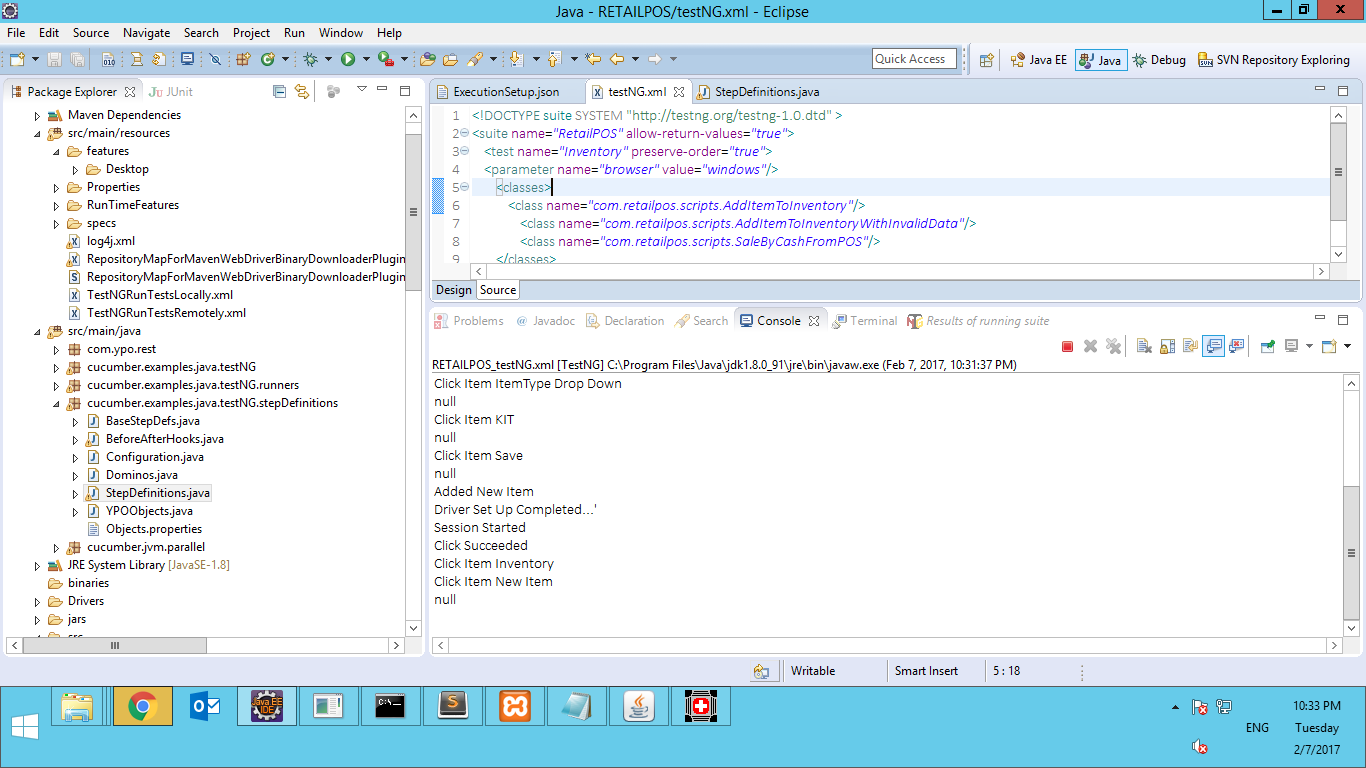 Java - RETAILPOS/testNG.xml - Eclipse
File Edit Source Navigate Search Project Run Window Help
Quick Access
Java EE
Java
Debug
SVN Repository Exploring
Package Explorer
JUnit
Maven Dependencies
src/main/resources
features
Desktop
Properties
RunTimeFeatures
specs
log4j.xml
RepositoryMapForMavenWebDriverBinaryDownloaderPlugin
RepositoryMapForMavenWebDriverBinaryDownloaderPlugin
TestNGRunTestsLocally.xml
TestNGRunTestsRemotely.xml
src/main/java
com.ypo.rest
cucumber.examples.java.testNG
cucumber.examples.java.testNG.runners
cucumber.examples.java.testNG.stepDefinitions
BaseStepDefs.java
BeforeAfterHooks.java
Configuration.java
Dominos.java
StepDefinitions.java
YPOObjects.java
Objects.properties
cucumber.jvm.parallel
JRE System Library [JavaSE-1.8]
binaries
Drivers
jars
src
ExecutionSetup.json
testNG.xml
StepDefinitions.java
1 <!DOCTYPE suite SYSTEM "http://testng.org/testng-1.0.dtd" >
2 <suite name="RetailPOS" allow-return-values="true">
3 <test name="Inventory" preserve-order="true">
4 <parameter name="browser" value="windows"/>
5 <classes>
6 <class name="com.retailpos.scripts.AddItemToInventory"/>
7 <class name="com.retailpos.scripts.AddItemToInventoryWithInvalidData"/>
8 <class name="com.retailpos.scripts.SaleByCashFromPOS"/>
9 </classes>
Design Source
Problems
@ Javadoc
Declaration
Search
Console
Terminal
Results of running suite
RETAILPOS_testNG.xml [TestNG] C:\Program Files\Java\jdk1.8.0_91\jre\bin\javaw.exe (Feb 7, 2017, 10:31:37 PM)
Click Item ItemType Drop Down
null
Click Item KIT
null
Click Item Save
null
Added New Item
Driver Set Up Completed...'
Session Started
Click Succeeded
Click Item Inventory
Click Item New Item
null
Writable
Smart Insert
5 : 18
Java EE
IDE
C:\_
10:33 PM
ENG
Tuesday
2/7/2017